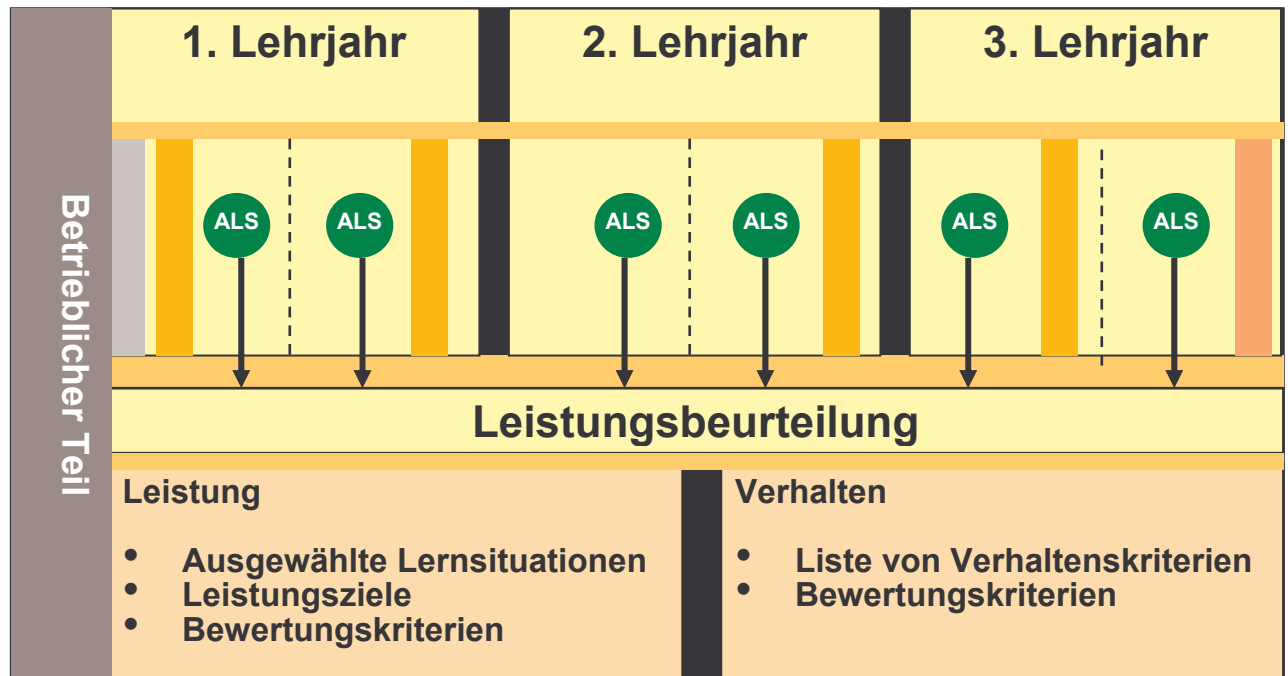 1. Lehrjahr
2. Lehrjahr
3. Lehrjahr
Betrieblicher Teil
ALS
ALS
ALS
ALS
ALS
ALS
Leistungsbeurteilung
Leistung
• Ausgewählte Lernsituationen
• Leistungsziele
• Bewertungskriterien
Verhalten
• Liste von Verhaltenskriterien
• Bewertungskriterien